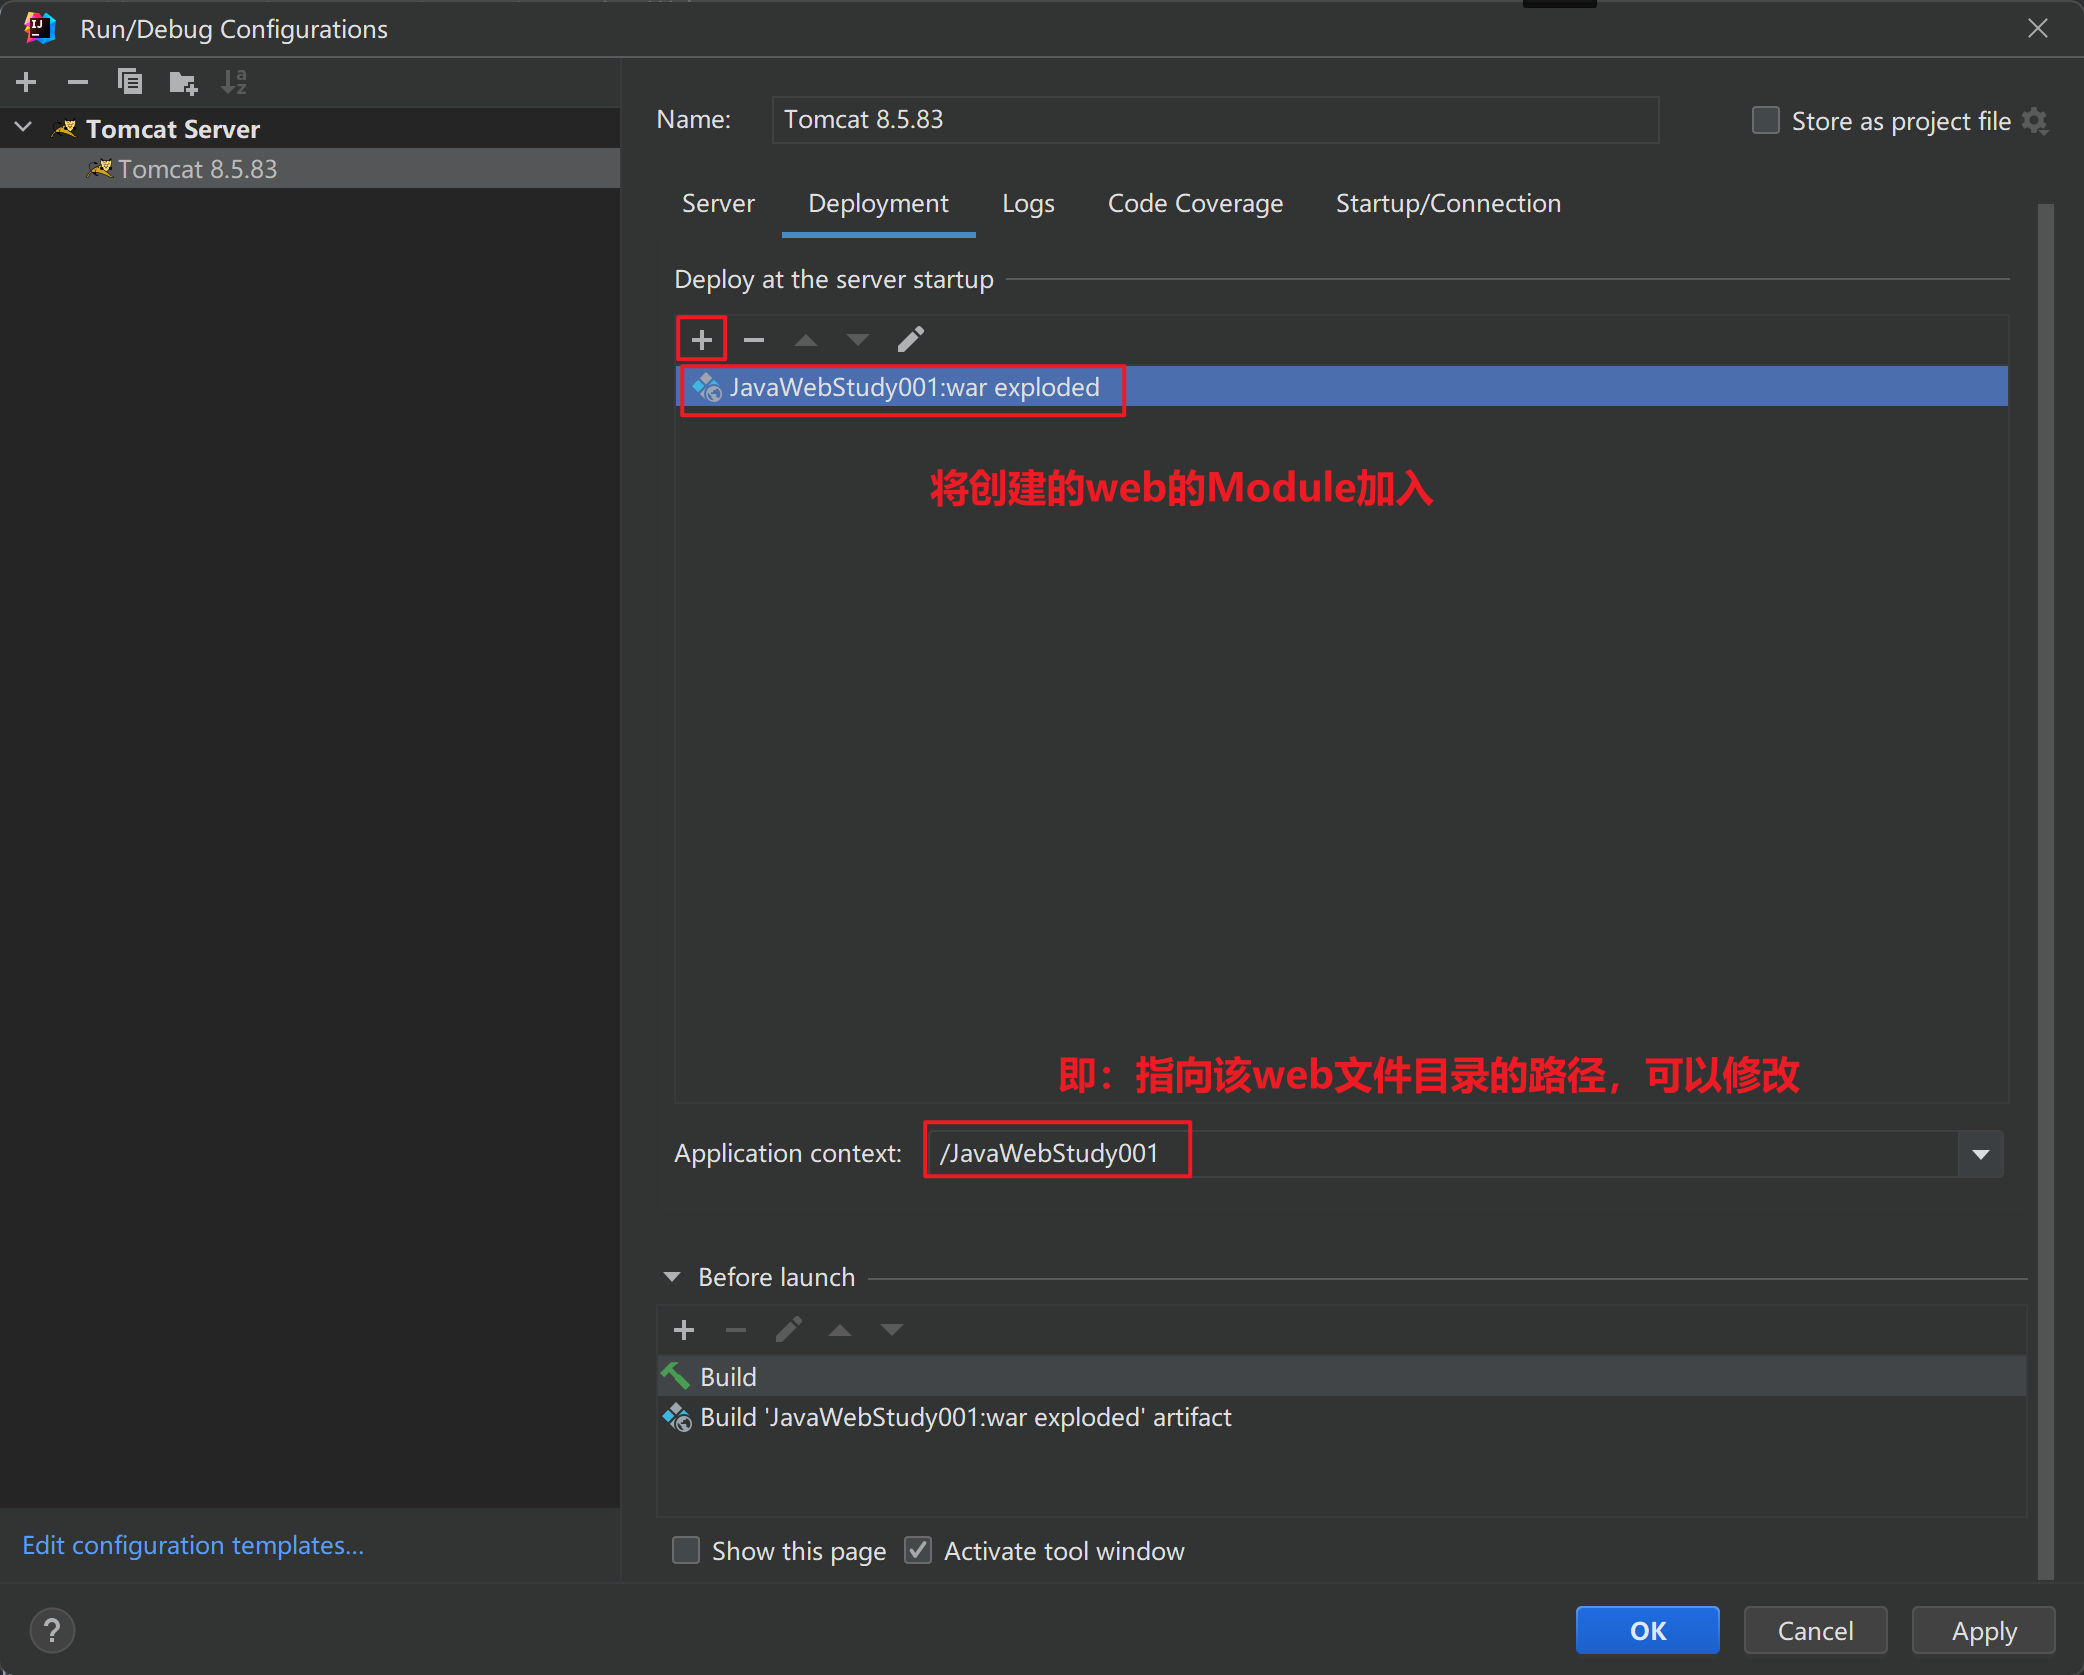 Run/Debug Configurations
Tomcat Server
Tomcat 8.5.83
Name:
Tomcat 8.5.83
Store as project file
Server
Deployment
Logs
Code Coverage
Startup/Connection
Deploy at the server startup
JavaWebStudy001:war exploded
将创建的web的Module加入
即：指向该web文件目录的路径，可以修改
Application context:
/JavaWebStudy001
Before launch
Build
Build 'JavaWebStudy001:war exploded' artifact
Edit configuration templates...
Show this page
Activate tool window
?
OK
Cancel
Apply